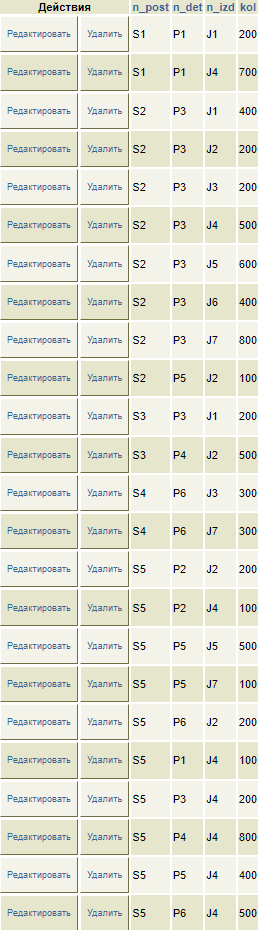 Действия n_post n_det n_izd kol
Редактировать Удалить S1 P1 J1 200
Редактировать Удалить S1 P1 J4 700
Редактировать Удалить S2 P3 J1 400
Редактировать Удалить S2 P3 J2 200
Редактировать Удалить S2 P3 J3 200
Редактировать Удалить S2 P3 J4 500
Редактировать Удалить S2 P3 J5 600
Редактировать Удалить S2 P3 J6 400
Редактировать Удалить S2 P3 J7 800
Редактировать Удалить S2 P5 J2 100
Редактировать Удалить S3 P3 J1 200
Редактировать Удалить S3 P4 J2 500
Редактировать Удалить S4 P6 J3 300
Редактировать Удалить S4 P6 J7 300
Редактировать Удалить S5 P2 J2 200
Редактировать Удалить S5 P2 J4 100
Редактировать Удалить S5 P5 J5 500
Редактировать Удалить S5 P5 J7 100
Редактировать Удалить S5 P6 J2 200
Редактировать Удалить S5 P1 J4 100
Редактировать Удалить S5 P3 J4 200
Редактировать Удалить S5 P4 J4 800
Редактировать Удалить S5 P5 J4 400
Редактировать Удалить S5 P6 J4 500